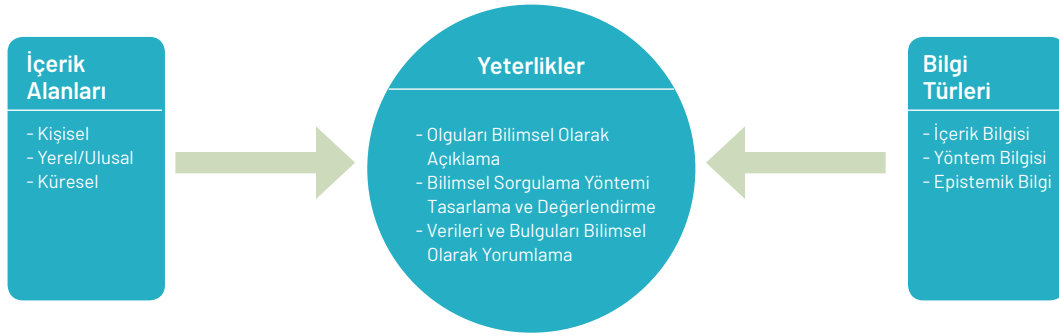 İçerik
Alanları
- Kişisel
- Yerel/Ulusal
- Küresel
Yeterlikler
- Olguları Bilimsel Olarak
Açıklama
- Bilimsel Sorgulama Yöntemi
Tasarlama ve Değerlendirme
- Verileri ve Bulguları Bilimsel
Olarak Yorumlama
Bilgi
Türleri
- İçerik Bilgisi
- Yöntem Bilgisi
- Epistemik Bilgi